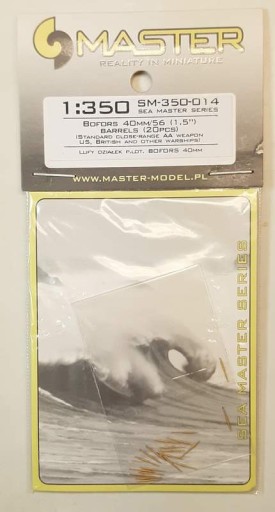 MASTER
REALITY IN MINIATURE
1:350 SM-350-014
SEA MASTER SERIES
BOFORS 40MM/56 (1,5")
BARRELS (20PCS)
(STANDARD CLOSE-RANGE AA WEAPON
US, BRITISH AND OTHER WARSHIPS)
LUFY DZIAŁEK P.LOT. BOFORS 40MM
WWW.MASTER-MODEL.PL
SEA MASTER SERIES